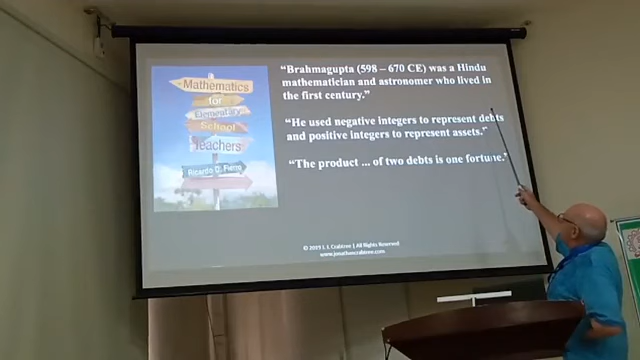 Mathematics
for
Elementary
School
Teachers
Ricardo D. Fierro
“Brahmagupta (598 – 670 CE) was a Hindu
mathematician and astronomer who lived in
the first century.”
“He used negative integers to represent debts
and positive integers to represent assets.”
“The product ... of two debts is one fortune.”
© 2019 J. L. Crabtree | All Rights Reserved
www.jonathancrabtree.com